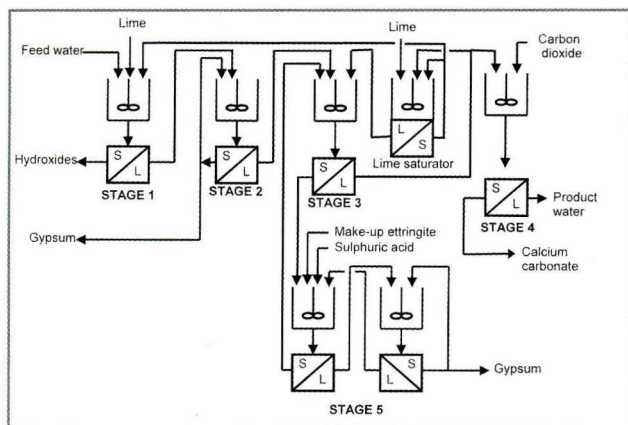 Lime
Feed water
Lime
Carbon
dioxide
S
L
S
L
S
L
L
S
Lime saturator
S
L
Hydroxides
STAGE 1
STAGE 2
STAGE 3
STAGE 4
Product
water
Gypsum
Calcium
carbonate
Make-up ettringite
Sulphuric acid
S
L
S
L
Gypsum
STAGE 5